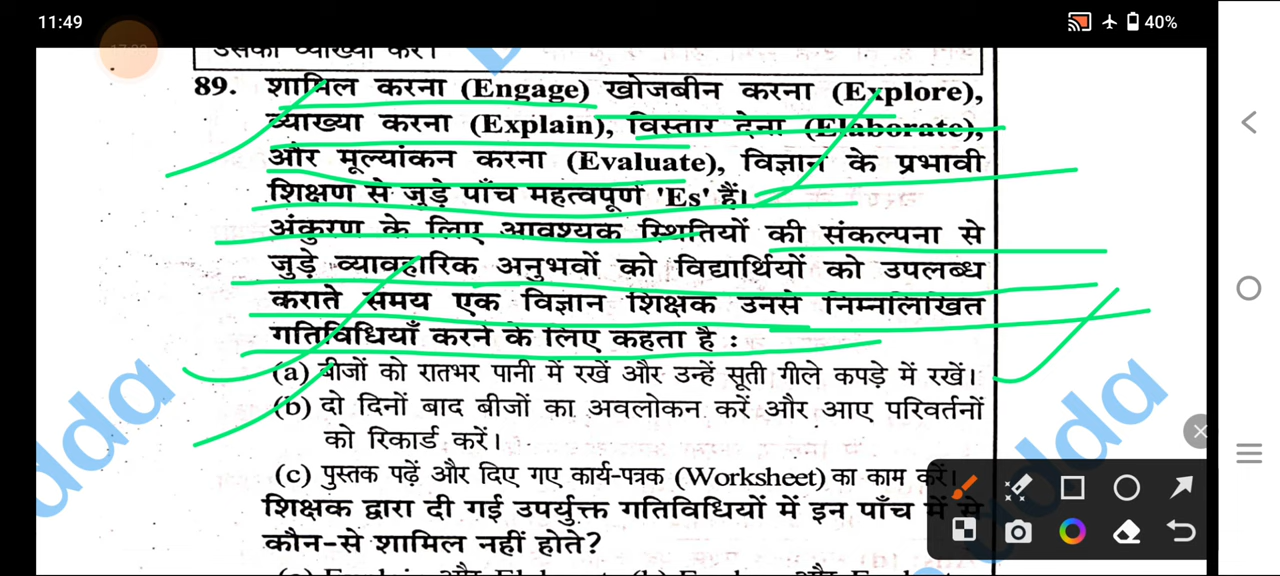 11:49
40%
उसकी व्याख्या करें।
89. शामिल करना (Engage) खोजबीन करना (Explore),
व्याख्या करना (Explain), विस्तार देना (Elaborate),
और मूल्यांकन करना (Evaluate), विज्ञान के प्रभावी
शिक्षण से जुड़े पाँच महत्वपूर्ण 'Es' हैं।
अंकुरण के लिए आवश्यक स्थितियों की संकल्पना से
जुड़े व्यावहारिक अनुभवों को विद्यार्थियों को उपलब्ध
कराते समय एक विज्ञान शिक्षक उनसे निम्नलिखित
गतिविधियाँ करने के लिए कहता है :
(a) बीजों को रातभर पानी में रखें और उन्हें सूती गीले कपड़े में रखें।
(b) दो दिनों बाद बीजों का अवलोकन करें और आए परिवर्तनों
को रिकार्ड करें।
(c) पुस्तक पढ़ें और दिए गए कार्य-पत्रक (Worksheet) का काम करें।
शिक्षक द्वारा दी गई उपर्युक्त गतिविधियों में इन पाँच में से
कौन-से शामिल नहीं होते?